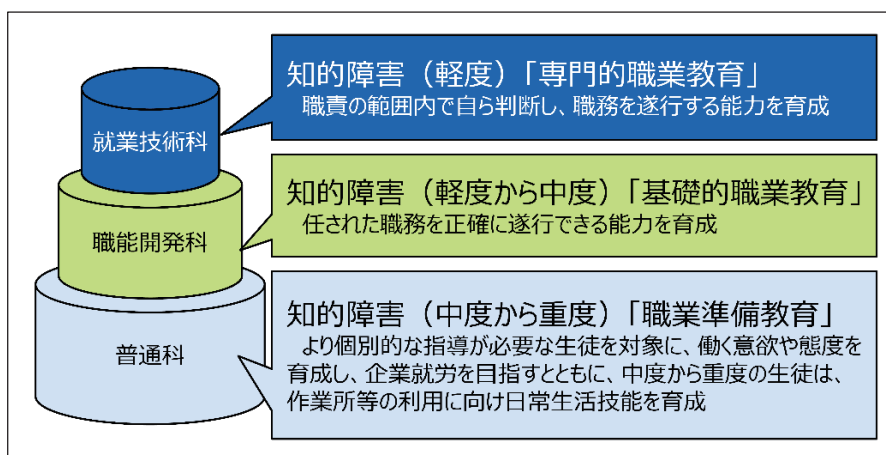 就業技術科
知的障害（軽度）「専門的職業教育」
職責の範囲内で自ら判断し、職務を遂行する能力を育成
職能開発科
知的障害（軽度から中度）「基礎的職業教育」
任された職務を正確に遂行できる能力を育成
普通科
知的障害（中度から重度）「職業準備教育」
より個別的な指導が必要な生徒を対象に、働く意欲や態度を
育成し、企業就労を目指すとともに、中度から重度の生徒は、
作業所等の利用に向け日常生活技能を育成